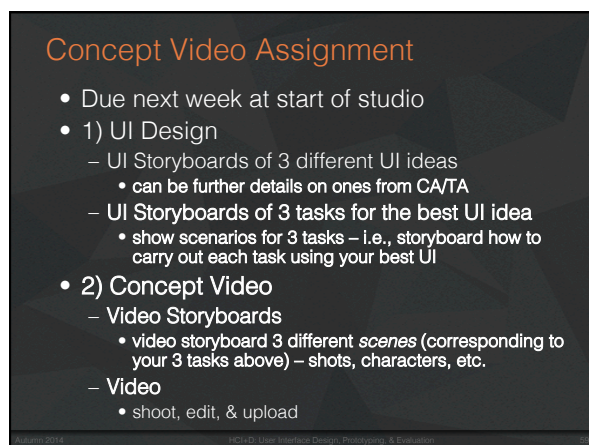 Concept Video Assignment
• Due next week at start of studio
• 1) UI Design
– UI Storyboards of 3 different UI ideas
• can be further details on ones from CA/TA
– UI Storyboards of 3 tasks for the best UI idea
• show scenarios for 3 tasks – i.e., storyboard how to
carry out each task using your best UI
• 2) Concept Video
– Video Storyboards
• video storyboard 3 different scenes (corresponding to
your 3 tasks above) – shots, characters, etc.
– Video
• shoot, edit, & upload
Autumn 2014 HCI+D: User Interface Design, Prototyping, & Evaluation 59